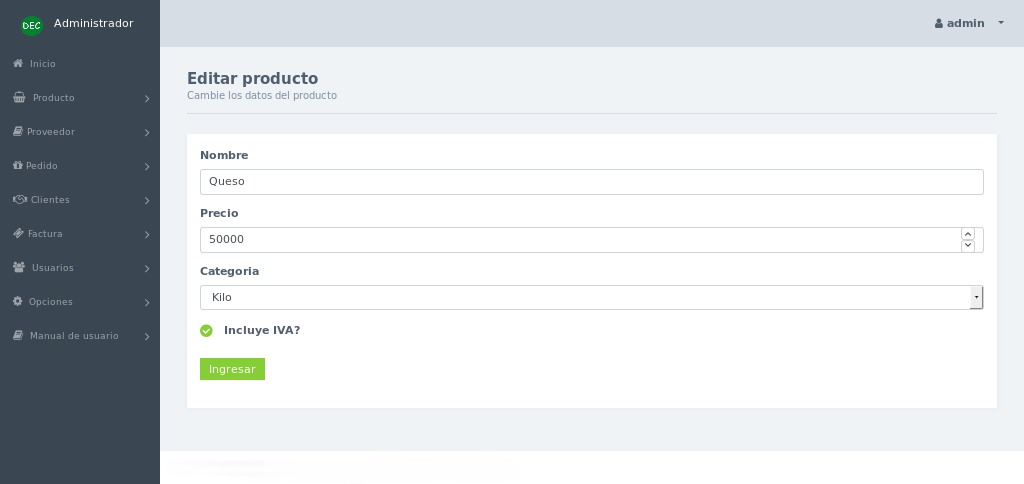 DEC Administrador
admin
Inicio
Producto
Proveedor
Pedido
Clientes
Factura
Usuarios
Opciones
Manual de usuario
Editar producto
Cambie los datos del producto
Nombre
Queso
Precio
50000
Categoria
Kilo
Incluye IVA?
Ingresar